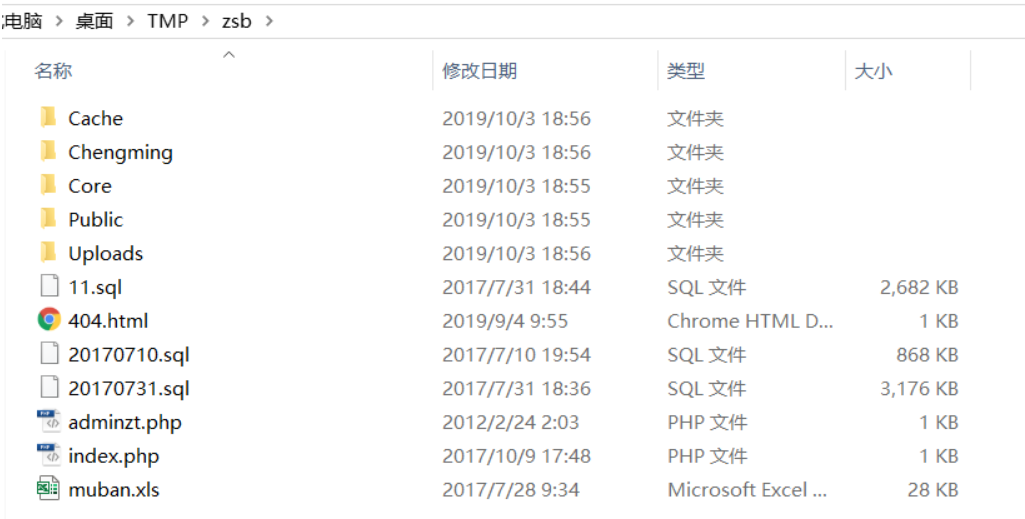 电脑 > 桌面 > TMP > zsb >
名称 修改日期 类型 大小
Cache 2019/10/3 18:56 文件夹
Chengming 2019/10/3 18:56 文件夹
Core 2019/10/3 18:55 文件夹
Public 2019/10/3 18:55 文件夹
Uploads 2019/10/3 18:56 文件夹
11.sql 2017/7/31 18:44 SQL 文件 2,682 KB
404.html 2019/9/4 9:55 Chrome HTML D... 1 KB
20170710.sql 2017/7/10 19:54 SQL 文件 868 KB
20170731.sql 2017/7/31 18:36 SQL 文件 3,176 KB
adminzt.php 2012/2/24 2:03 PHP 文件 1 KB
index.php 2017/10/9 17:48 PHP 文件 1 KB
muban.xls 2017/7/28 9:34 Microsoft Excel ... 28 KB